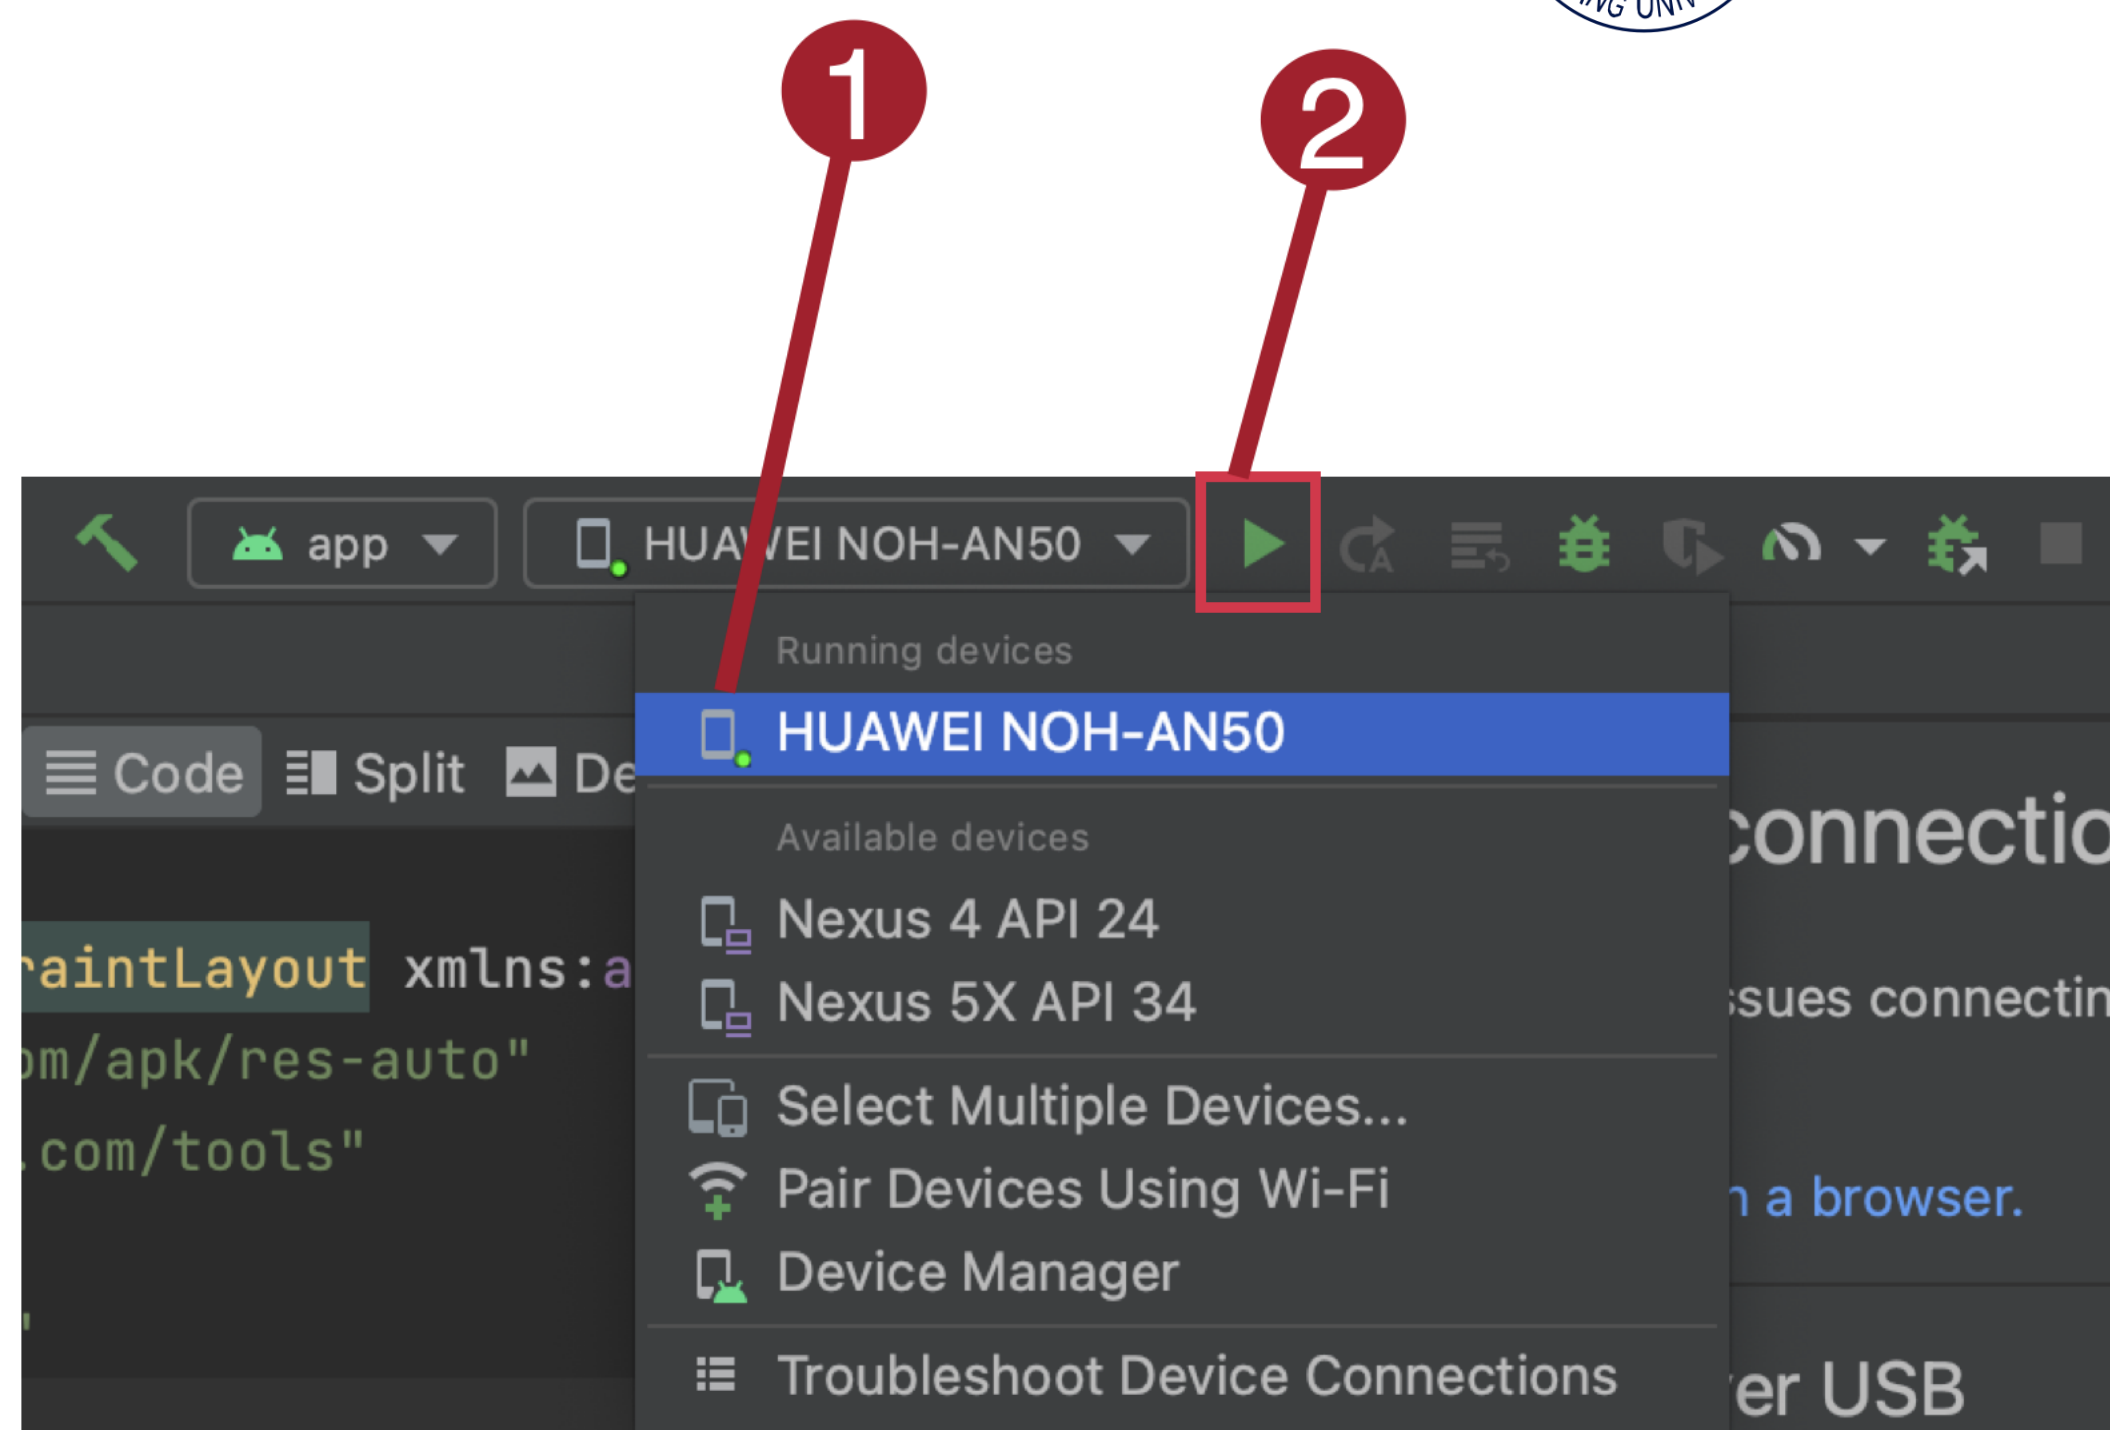 1
2
app
HUAWEI NOH-AN50
Running devices
HUAWEI NOH-AN50
Code
Split
Available devices
Nexus 4 API 24
Nexus 5X API 34
raintLayout xmlns:a
om/apk/res-auto"
.com/tools"
"
Select Multiple Devices...
Pair Devices Using Wi-Fi
Device Manager
Troubleshoot Device Connections
connectio
ssues connectin
a browser.
er USB